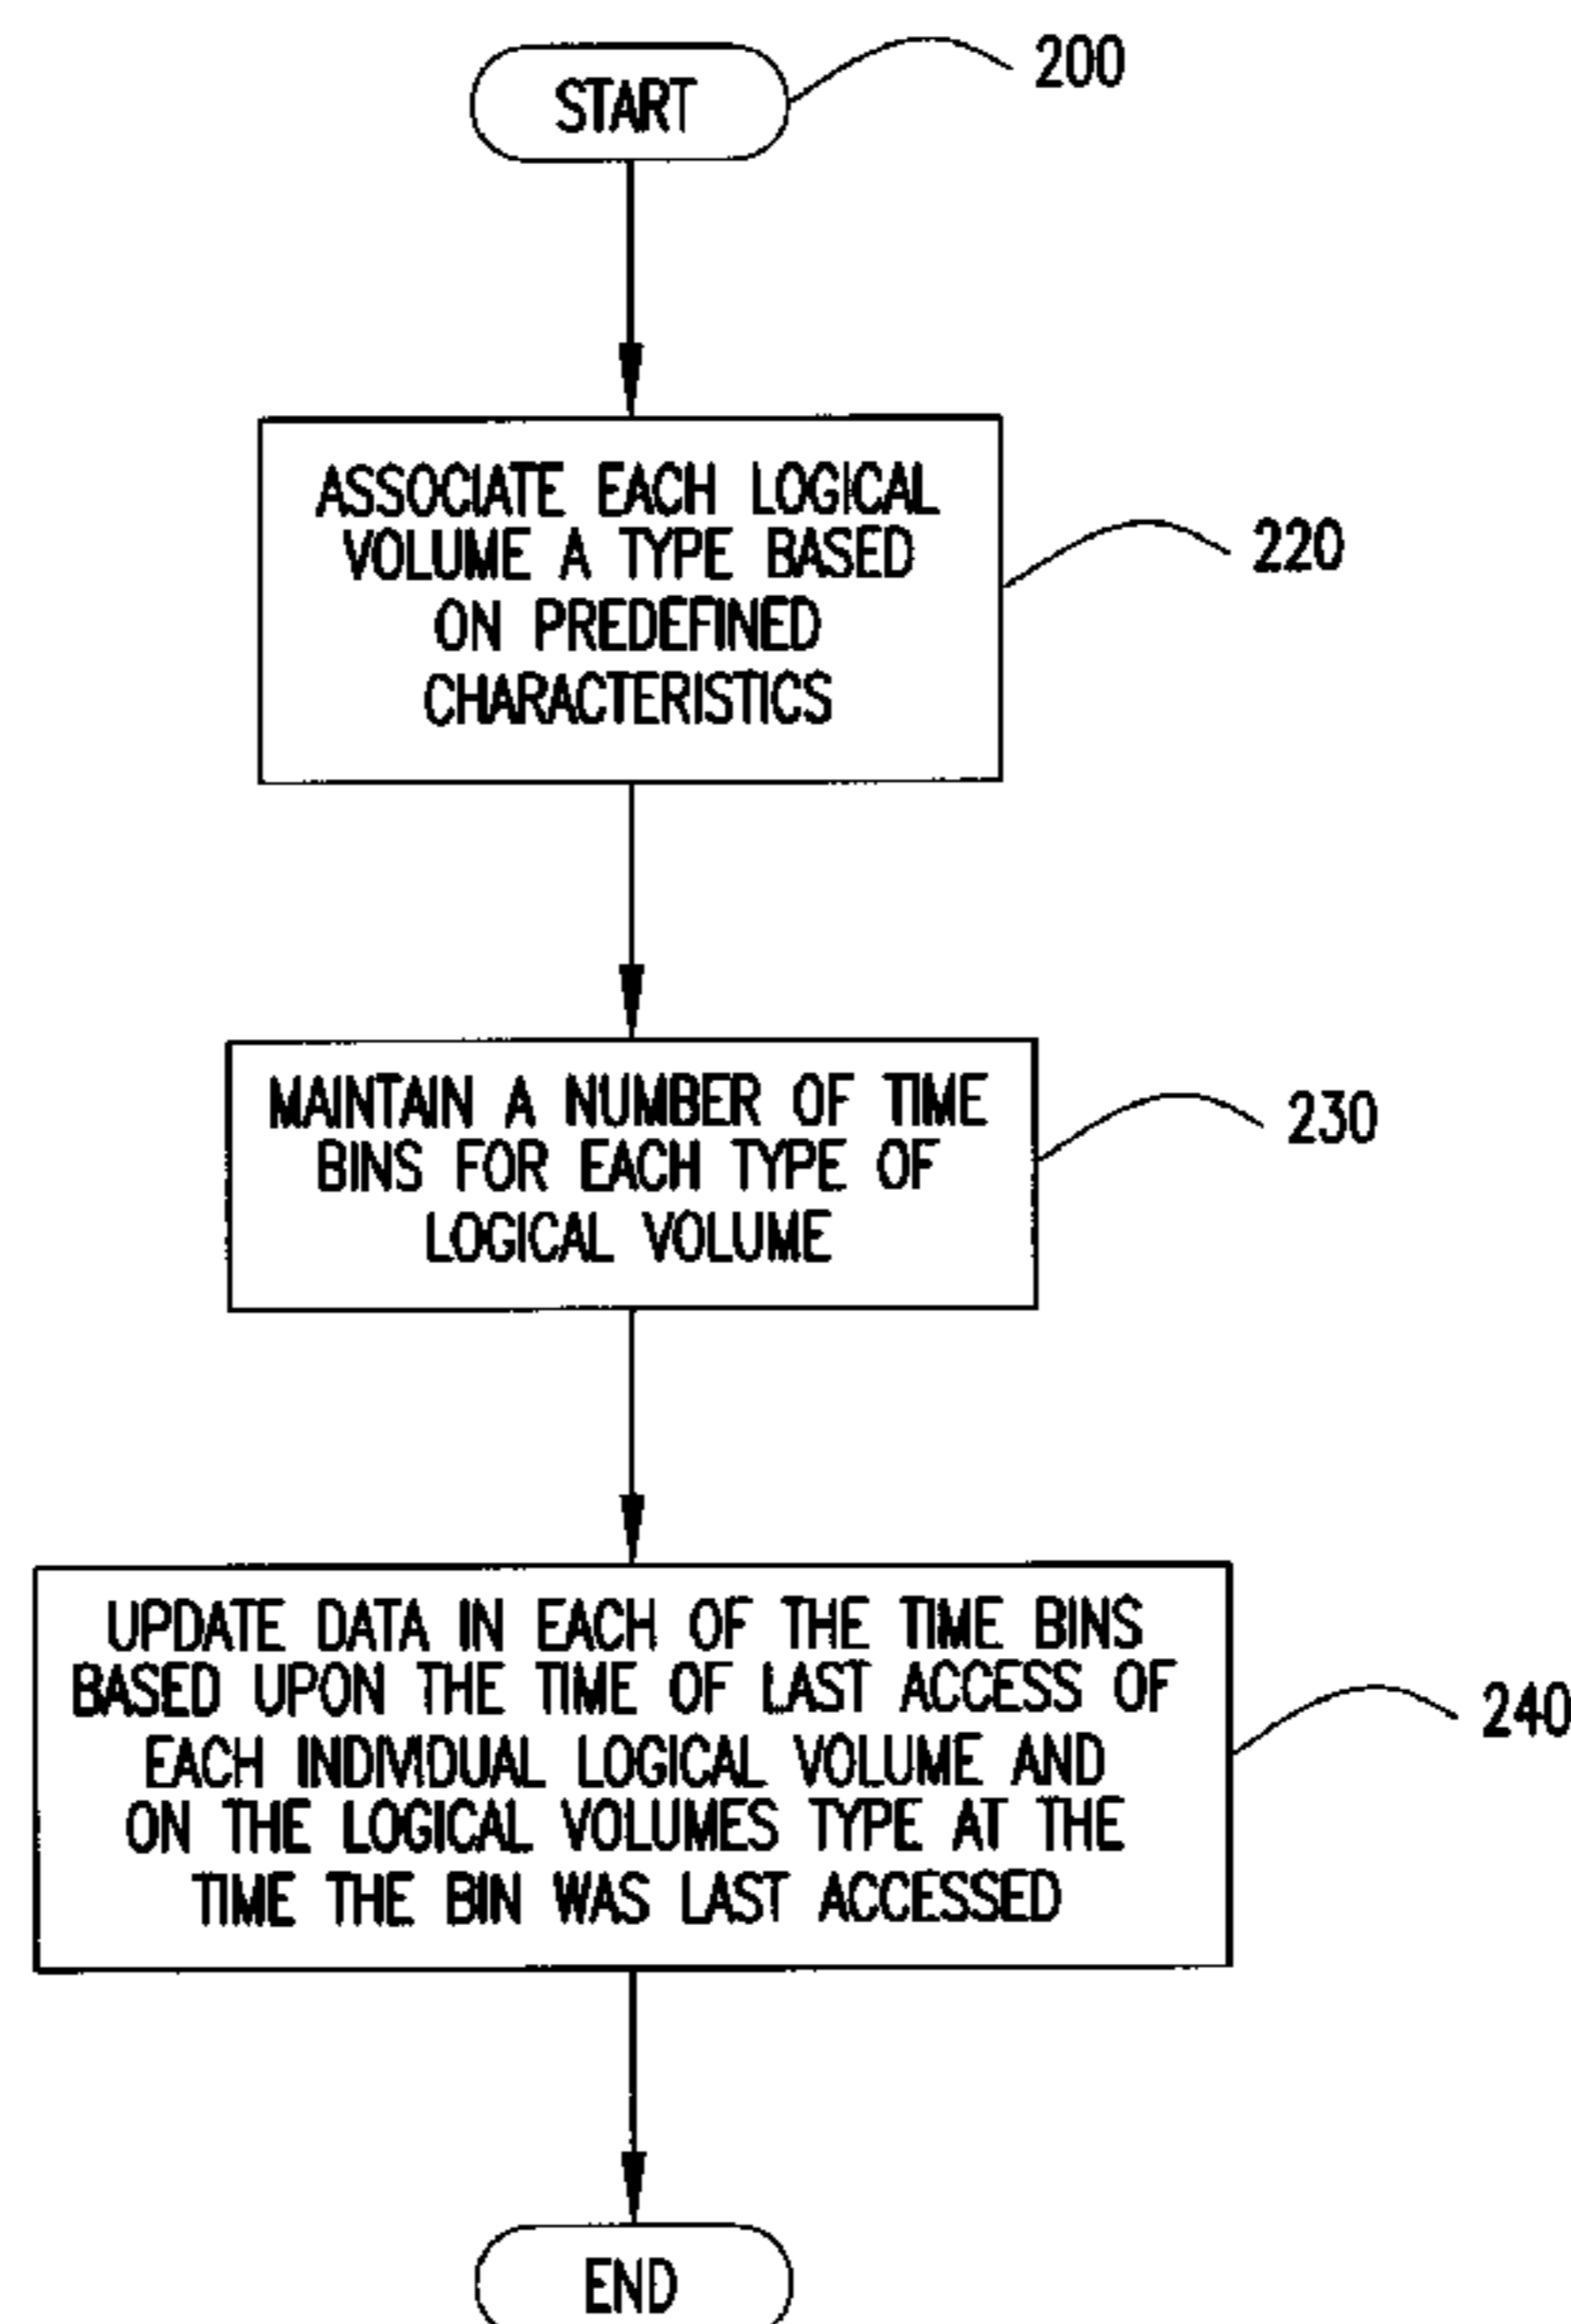 START
200
ASSOCIATE EACH LOGICAL
VOLUME A TYPE BASED
ON PREDEFINED
CHARACTERISTICS
220
MAINTAIN A NUMBER OF TIME
BINS FOR EACH TYPE OF
LOGICAL VOLUME
230
UPDATE DATA IN EACH OF THE TIME BINS
BASED UPON THE TIME OF LAST ACCESS OF
EACH INDIVIDUAL LOGICAL VOLUME AND
ON THE LOGICAL VOLUMES TYPE AT THE
TIME THE BIN WAS LAST ACCESSED
240
END